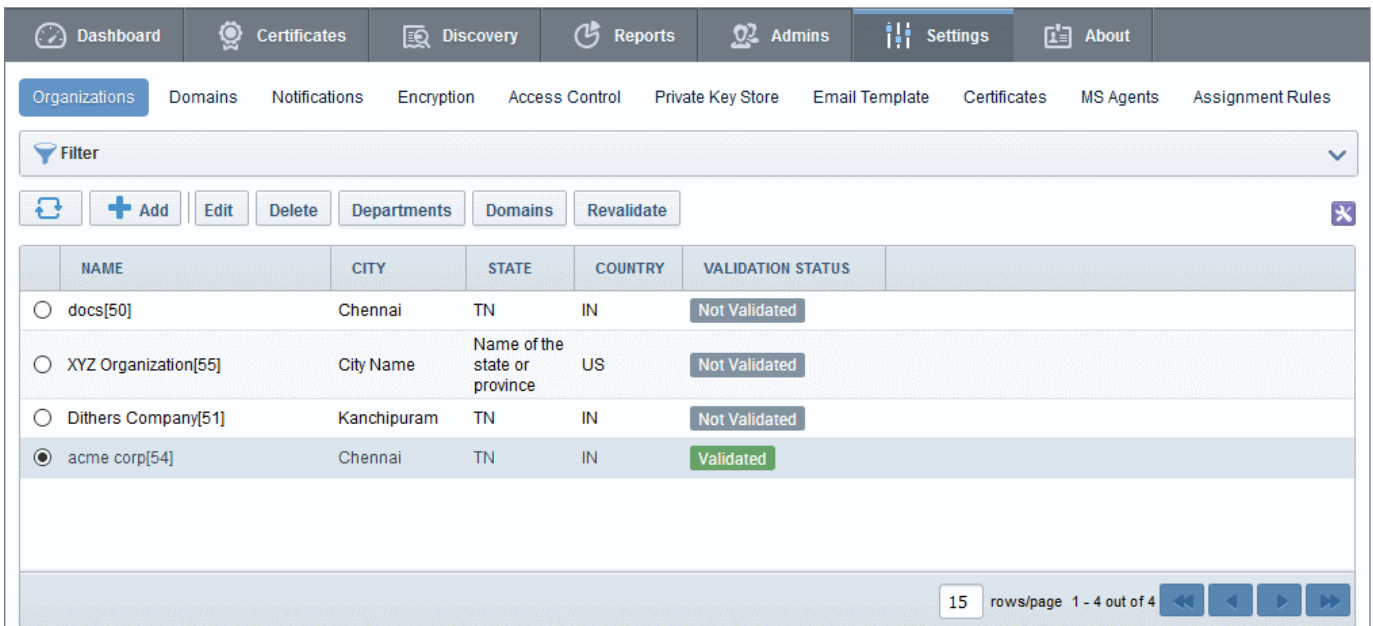 Dashboard Certificates Discovery Reports Admins Settings About
Organizations Domains Notifications Encryption Access Control Private Key Store Email Template Certificates MS Agents Assignment Rules
Filter
Add Edit Delete Departments Domains Revalidate
NAME CITY STATE COUNTRY VALIDATION STATUS
docs[50] Chennai TN IN Not Validated
XYZ Organization[55] City Name Name of the state or province US Not Validated
Dithers Company[51] Kanchipuram TN IN Not Validated
acme corp[54] Chennai TN IN Validated
15 rows/page 1 - 4 out of 4